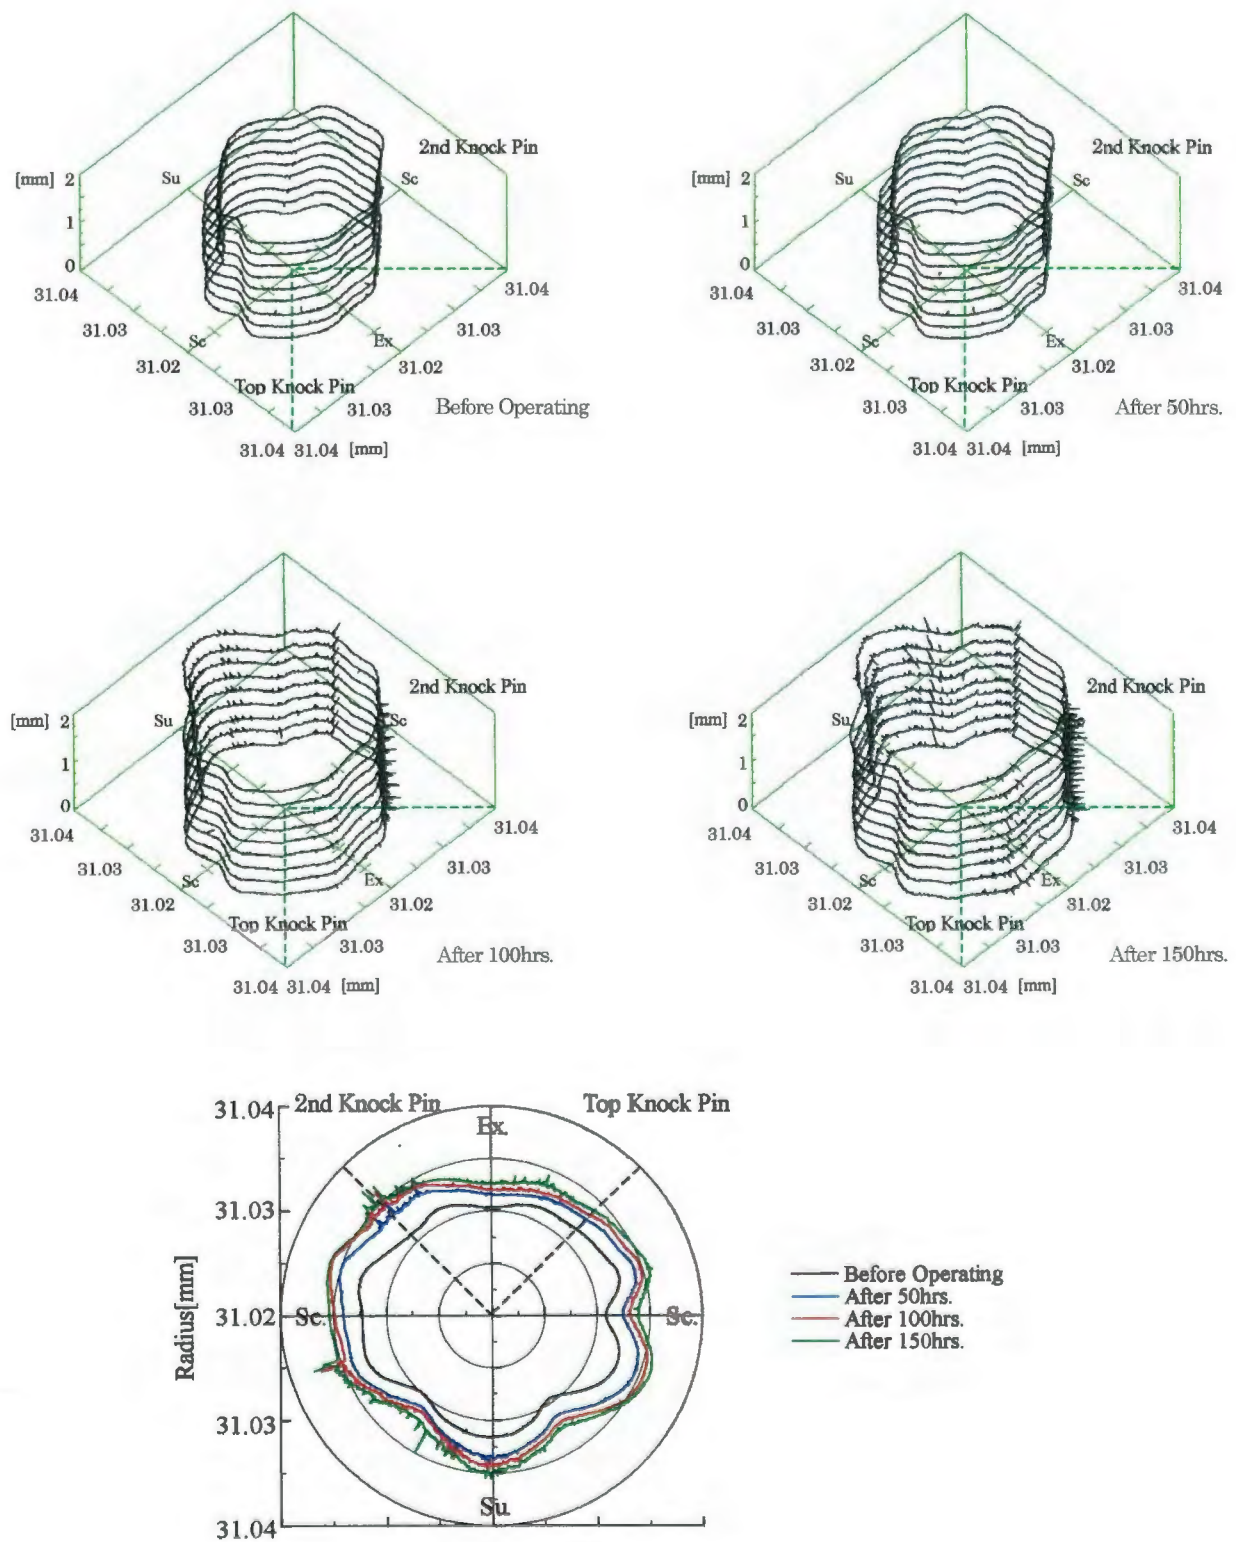 2nd Knock Pin
[mm] 2
Su
Sc
1
0
31.04
31.04
31.03
31.03
Sc
Ex
31.02
31.02
Top Knock Pin
31.03
31.03
Before Operating
31.04 31.04 [mm]
2nd Knock Pin
[mm] 2
Su
Sc
1
0
31.04
31.04
31.03
31.03
Sc
Ex
31.02
31.02
Top Knock Pin
31.03
31.03
After 50hrs.
31.04 31.04 [mm]
2nd Knock Pin
[mm] 2
Su
Sc
1
0
31.04
31.04
31.03
31.03
Sc
Ex
31.02
31.02
Top Knock Pin
31.03
31.03
After 100hrs.
31.04 31.04 [mm]
2nd Knock Pin
[mm] 2
Su
1
0
31.04
31.04
31.03
31.03
Sc
Ex
31.02
31.02
Top Knock Pin
31.03
31.03
After 150hrs.
31.04 31.04 [mm]
31.04
2nd Knock Pin
Top Knock Pin
Ex.
31.03
Radius[mm]
31.02
Sc.
Sc.
31.03
Su.
31.04
Before Operating
After 50hrs.
After 100hrs.
After 150hrs.